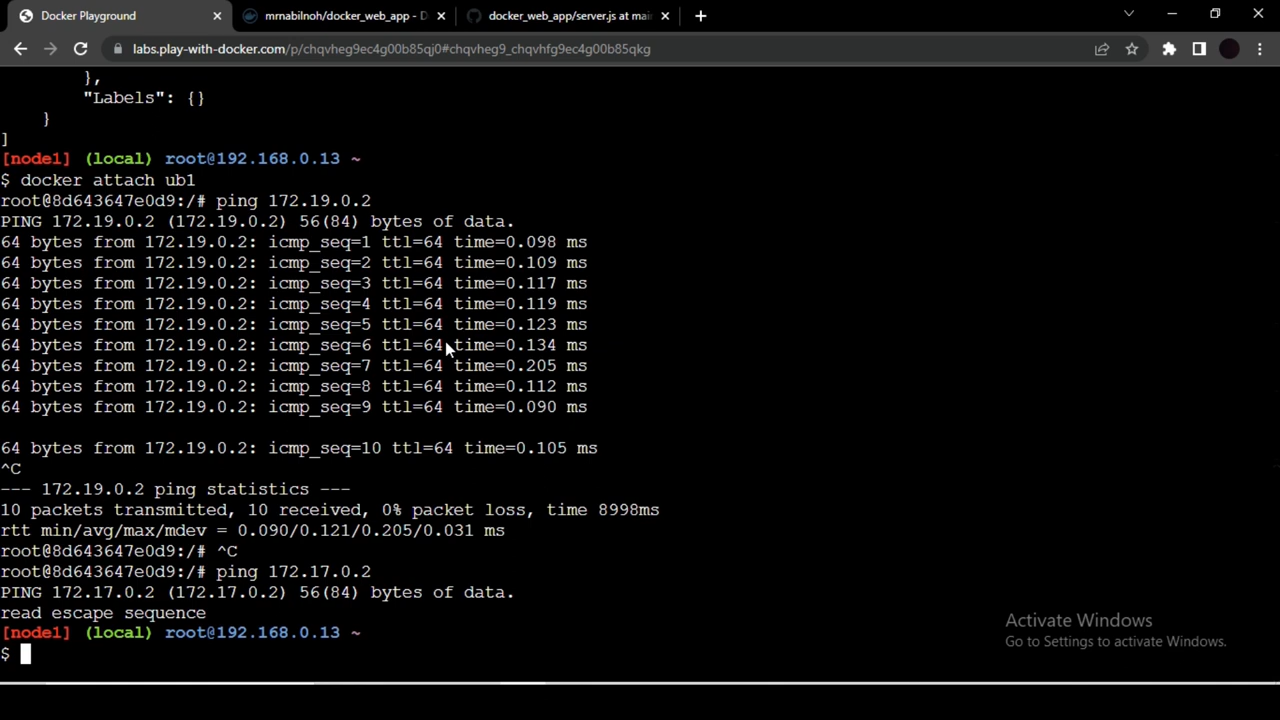 Docker Playground
mrnabilnoh/docker_web_app - D
docker_web_app/server.js at mai
labs.play-with-docker.com/p/chqvheg9ec4g00b85qj0#chqvheg9_chqvhfg9ec4g00b85qkg
},
"Labels": {}
}
]
[node1] (local) root@192.168.0.13 ~
$ docker attach ub1
root@8d643647e0d9:/# ping 172.19.0.2
PING 172.19.0.2 (172.19.0.2) 56(84) bytes of data.
64 bytes from 172.19.0.2: icmp_seq=1 ttl=64 time=0.098 ms
64 bytes from 172.19.0.2: icmp_seq=2 ttl=64 time=0.109 ms
64 bytes from 172.19.0.2: icmp_seq=3 ttl=64 time=0.117 ms
64 bytes from 172.19.0.2: icmp_seq=4 ttl=64 time=0.119 ms
64 bytes from 172.19.0.2: icmp_seq=5 ttl=64 time=0.123 ms
64 bytes from 172.19.0.2: icmp_seq=6 ttl=64 time=0.134 ms
64 bytes from 172.19.0.2: icmp_seq=7 ttl=64 time=0.205 ms
64 bytes from 172.19.0.2: icmp_seq=8 ttl=64 time=0.112 ms
64 bytes from 172.19.0.2: icmp_seq=9 ttl=64 time=0.090 ms
64 bytes from 172.19.0.2: icmp_seq=10 ttl=64 time=0.105 ms
^C
--- 172.19.0.2 ping statistics ---
10 packets transmitted, 10 received, 0% packet loss, time 8998ms
rtt min/avg/max/mdev = 0.090/0.121/0.205/0.031 ms
root@8d643647e0d9:/# ^C
root@8d643647e0d9:/# ping 172.17.0.2
PING 172.17.0.2 (172.17.0.2) 56(84) bytes of data.
read escape sequence
[node1] (local) root@192.168.0.13 ~
$
Activate Windows
Go to Settings to activate Windows.